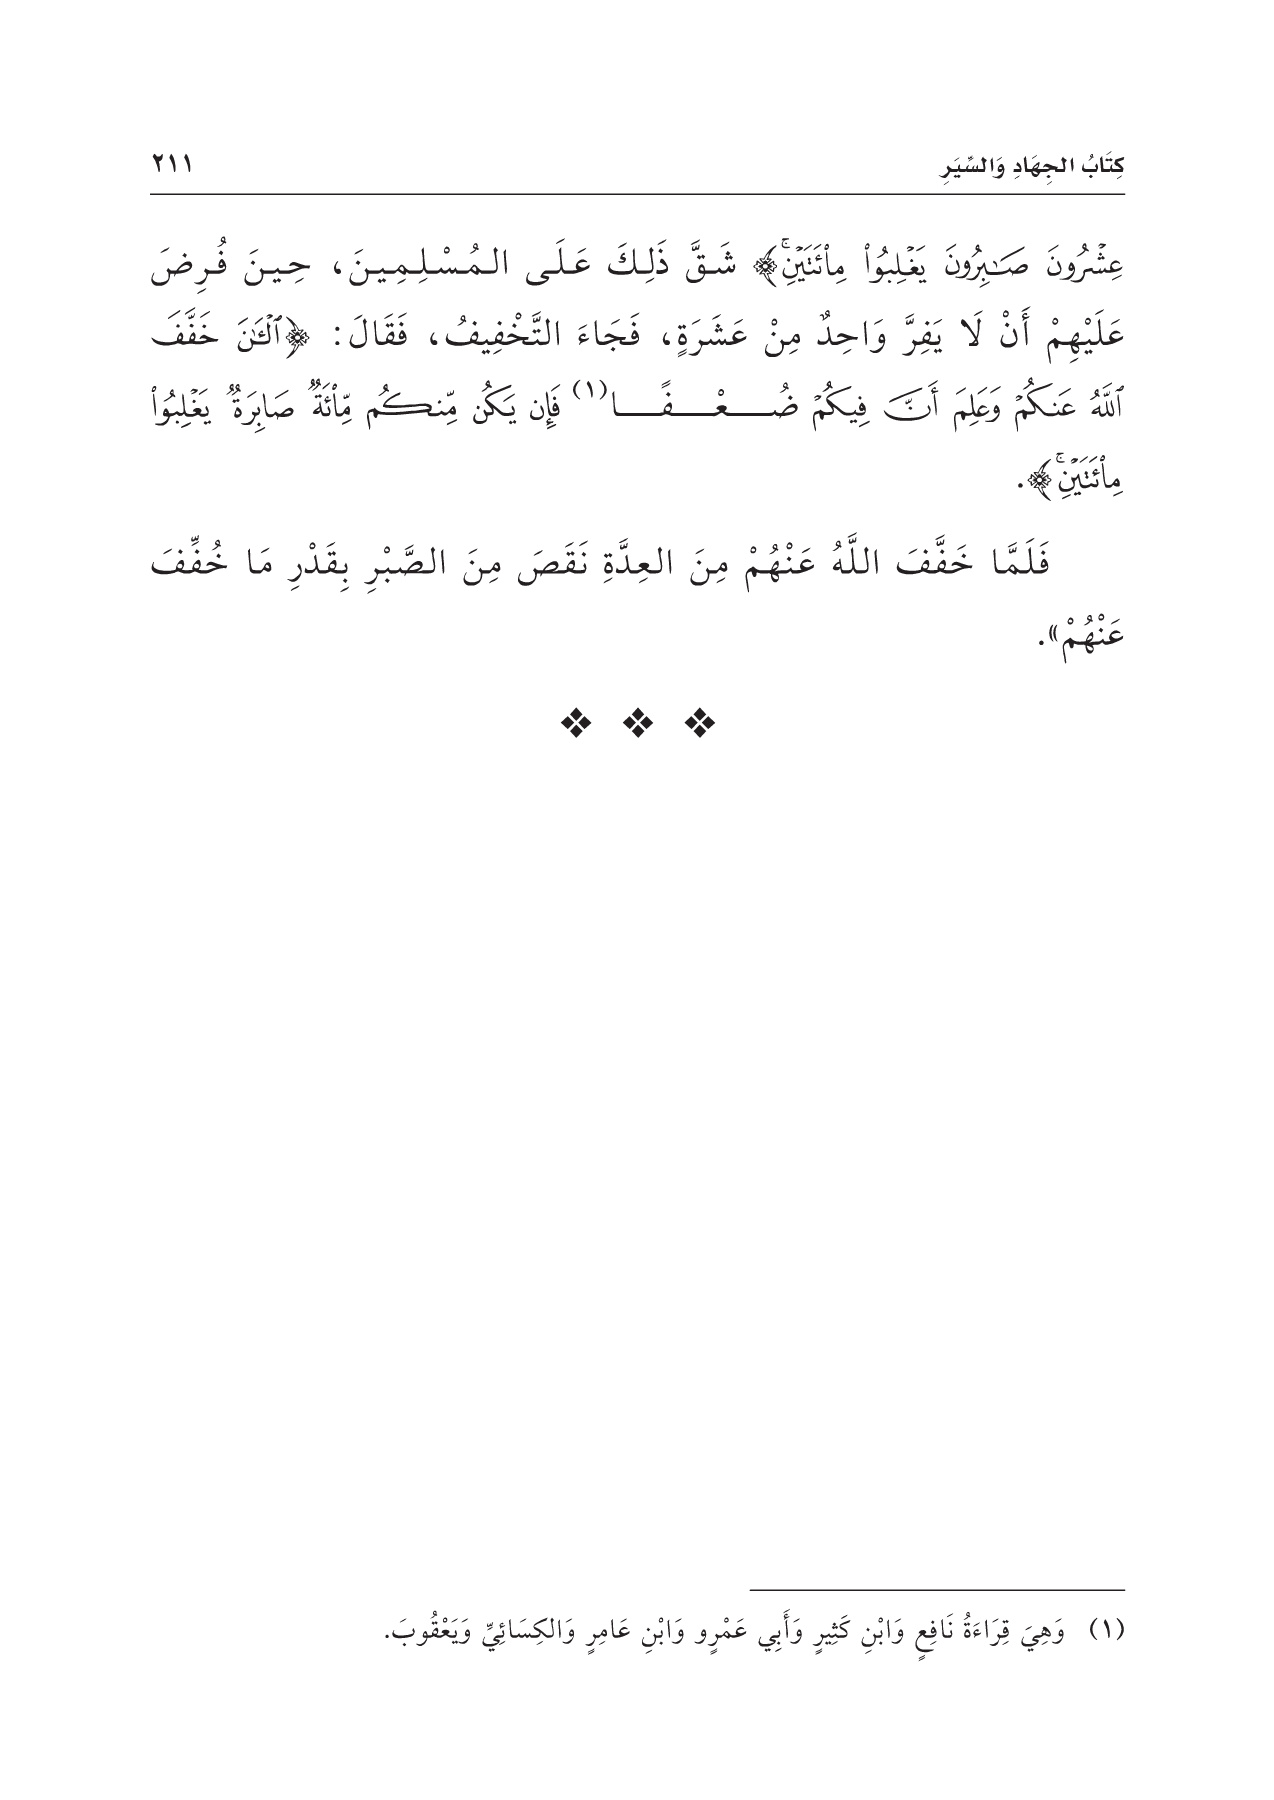 كِتَابُ الجِهَادِ وَالسِّيَرِ ٢١١
عِشْرُونَ صَـٰبِرُونَ يَغْلِبُوا۟ مِا۟ئَتَيْنِۚ﴾ شَقَّ ذَلِكَ عَلَى المُسْلِمِينَ، حِينَ فُرِضَ
عَلَيْهِمْ أَنْ لَا يَفِرَّ وَاحِدٌ مِنْ عَشَرَةٍ، فَجَاءَ التَّخْفِيفُ، فَقَالَ: ﴿ٱلْـَٔـٰنَ خَفَّفَ
ٱللَّهُ عَنكُمْ وَعَلِمَ أَنَّ فِيكُمْ ضُعْفًا(١) فَإِن يَكُن مِّنكُم مِّا۟ئَةٌ صَابِرَةٌ يَغْلِبُوا۟
مِا۟ئَتَيْنِۚ﴾.
فَلَمَّا خَفَّفَ اللَّهُ عَنْهُمْ مِنَ العِدَّةِ نَقَصَ مِنَ الصَّبْرِ بِقَدْرِ مَا خُفِّفَ
عَنْهُمْ».
(١) وَهِيَ قِرَاءَةُ نَافِعٍ وَابْنِ كَثِيرٍ وَأَبِي عَمْرٍو وَابْنِ عَامِرٍ وَالكِسَائِيِّ وَيَعْقُوبَ.